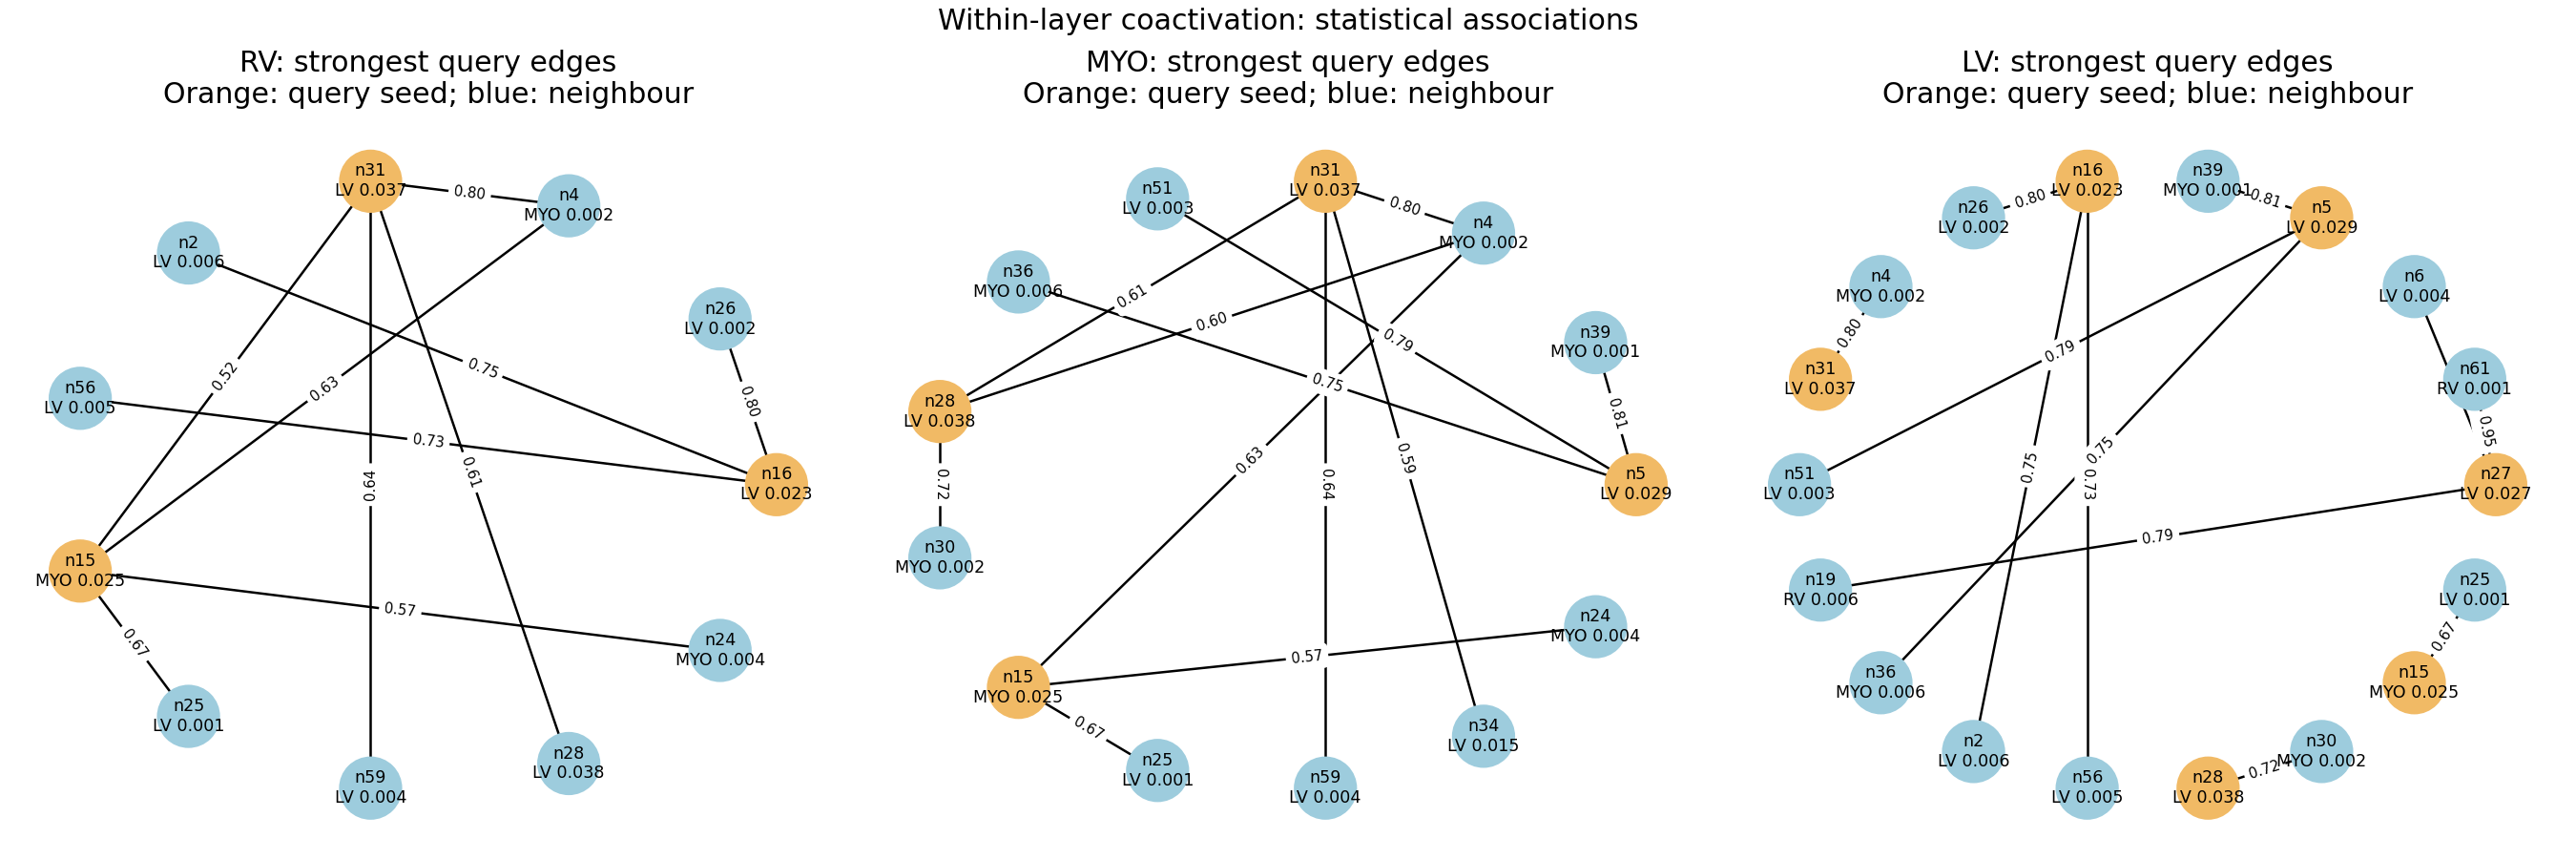 Within-layer coactivation: statistical associations
RV: strongest query edges
Orange: query seed; blue: neighbour
n31
LV 0.037
0.80
n4
MYO 0.002
n2
LV 0.006
n26
LV 0.002
0.52
0.63
0.75
n56
LV 0.005
0.80
0.73
0.64
0.61
n16
LV 0.023
n15
MYO 0.025
0.57
0.67
n24
MYO 0.004
n25
LV 0.001
n59
LV 0.004
n28
LV 0.038
MYO: strongest query edges
Orange: query seed; blue: neighbour
n31
LV 0.037
n51
LV 0.003
0.80
n4
MYO 0.002
n36
MYO 0.006
0.61
0.60
0.79
n39
MYO 0.001
0.75
n28
LV 0.038
0.81
0.63
0.59
0.72
0.64
n5
LV 0.029
n30
MYO 0.002
n24
MYO 0.004
0.57
n15
MYO 0.025
0.67
n34
LV 0.015
n25
LV 0.001
n59
LV 0.004
LV: strongest query edges
Orange: query seed; blue: neighbour
n16
LV 0.023
n39
MYO 0.001
0.80
0.81
n26
LV 0.002
n5
LV 0.029
n4
MYO 0.002
n6
LV 0.004
0.80
0.79
n31
LV 0.037
n61
RV 0.001
0.95
0.75
0.75
0.73
n51
LV 0.003
n27
LV 0.027
0.79
n19
RV 0.006
n25
LV 0.001
0.67
n36
MYO 0.006
n15
MYO 0.025
n2
LV 0.006
n56
LV 0.005
n30
MYO 0.002
0.72
n28
LV 0.038